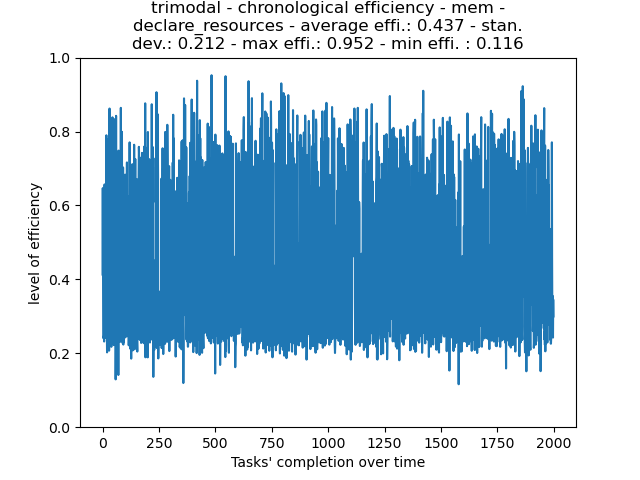 trimodal - chronological efficiency - mem -
declare_resources - average effi.: 0.437 - stan.
dev.: 0.212 - max effi.: 0.952 - min effi. : 0.116
1.0
0.8
0.6
0.4
0.2
0.0
level of efficiency
0 250 500 750 1000 1250 1500 1750 2000
Tasks' completion over time